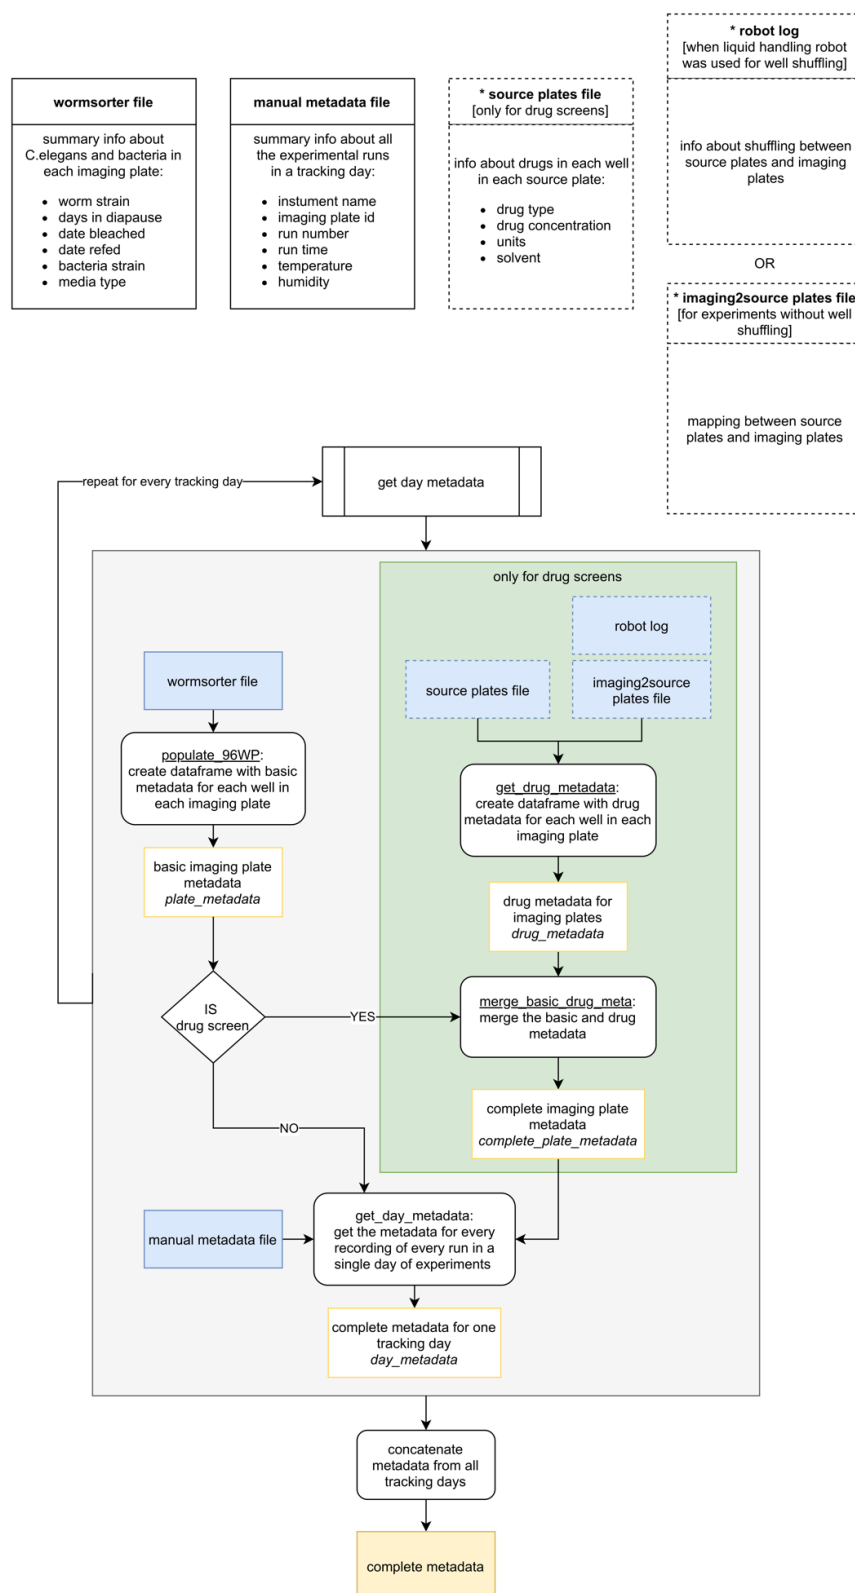 * robot log
[when liquid handling robot
was used for well shuffling]
info about shuffling between
source plates and imaging
plates
wormsorter file
summary info about
C.elegans and bacteria in
each imaging plate:
• worm strain
• days in diapause
• date bleached
• date refed
• bacteria strain
• media type
manual metadata file
summary info about all
the experimental runs
in a tracking day:
• instument name
• imaging plate id
• run number
• run time
• temperature
• humidity
* source plates file
[only for drug screens]
info about drugs in each well
in each source plate:
• drug type
• drug concentration
• units
• solvent
OR
* imaging2source plates file
[for experiments without well
shuffling]
mapping between source
plates and imaging plates
repeat for every tracking day
get day metadata
only for drug screens
robot log
wormsorter file
source plates file
imaging2source
plates file
populate_96WP:
create dataframe with basic
metadata for each well in
each imaging plate
get_drug_metadata:
create dataframe with drug
metadata for each well in each
imaging plate
basic imaging plate
metadata
plate_metadata
drug metadata for
imaging plates
drug_metadata
IS
drug screen
YES
merge_basic_drug_meta:
merge the basic and drug
metadata
NO
complete imaging plate
metadata
complete_plate_metadata
manual metadata file
get_day_metadata:
get the metadata for every
recording of every run in a
single day of experiments
complete metadata for one
tracking day
day_metadata
concatenate
metadata from all
tracking days
complete metadata